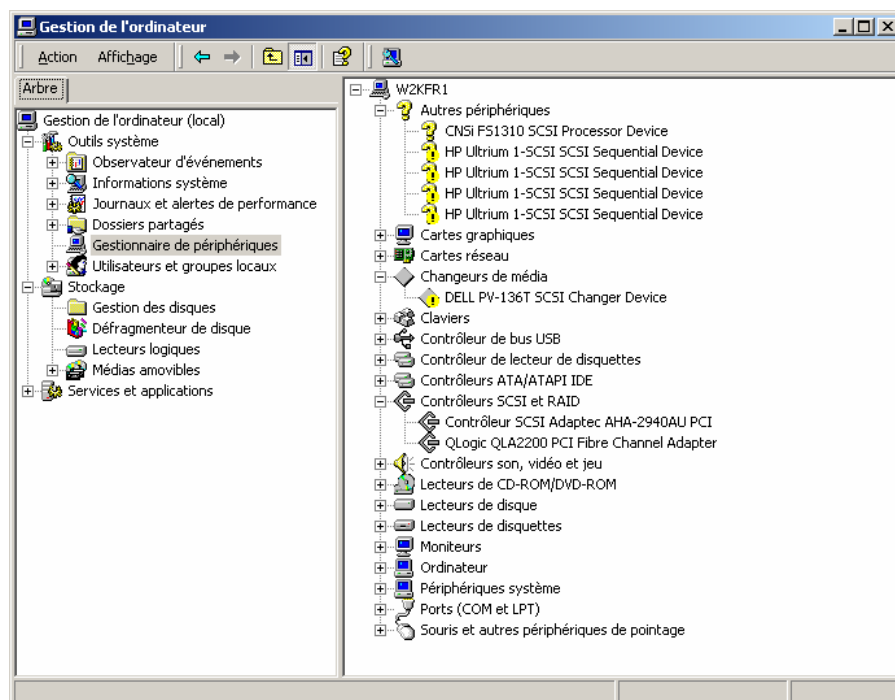 Gestion de l'ordinateur
Action Affichage
Arbre
Gestion de l'ordinateur (local)
Outils système
Observateur d'événements
Informations système
Journaux et alertes de performance
Dossiers partagés
Gestionnaire de périphériques
Utilisateurs et groupes locaux
Stockage
Gestion des disques
Défragmenteur de disque
Lecteurs logiques
Médias amovibles
Services et applications
W2KFR1
Autres périphériques
CNSi FS1310 SCSI Processor Device
HP Ultrium 1-SCSI SCSI Sequential Device
HP Ultrium 1-SCSI SCSI Sequential Device
HP Ultrium 1-SCSI SCSI Sequential Device
HP Ultrium 1-SCSI SCSI Sequential Device
Cartes graphiques
Cartes réseau
Changeurs de média
DELL PV-136T SCSI Changer Device
Claviers
Contrôleur de bus USB
Contrôleur de lecteur de disquettes
Contrôleurs ATA/ATAPI IDE
Contrôleurs SCSI et RAID
Contrôleur SCSI Adaptec AHA-2940AU PCI
QLogic QLA2200 PCI Fibre Channel Adapter
Contrôleurs son, vidéo et jeu
Lecteurs de CD-ROM/DVD-ROM
Lecteurs de disque
Lecteurs de disquettes
Moniteurs
Ordinateur
Périphériques système
Ports (COM et LPT)
Souris et autres périphériques de pointage